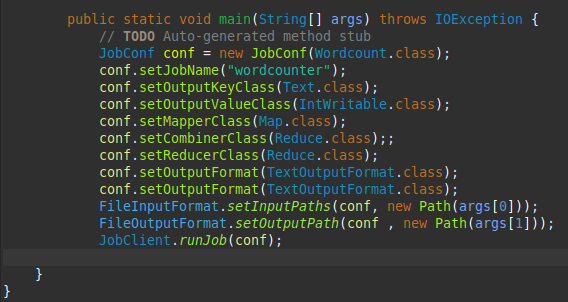 public static void main(String[] args) throws IOException {
// TODO Auto-generated method stub
JobConf conf = new JobConf(Wordcount.class);
conf.setJobName("wordcounter");
conf.setOutputKeyClass(Text.class);
conf.setOutputValueClass(IntWritable.class);
conf.setMapperClass(Map.class);
conf.setCombinerClass(Reduce.class);;
conf.setReducerClass(Reduce.class);
conf.setOutputFormat(TextOutputFormat.class);
conf.setOutputFormat(TextOutputFormat.class);
FileInputFormat.setInputPaths(conf, new Path(args[0]));
FileOutputFormat.setOutputPath(conf , new Path(args[1]));
JobClient.runJob(conf);
}
}